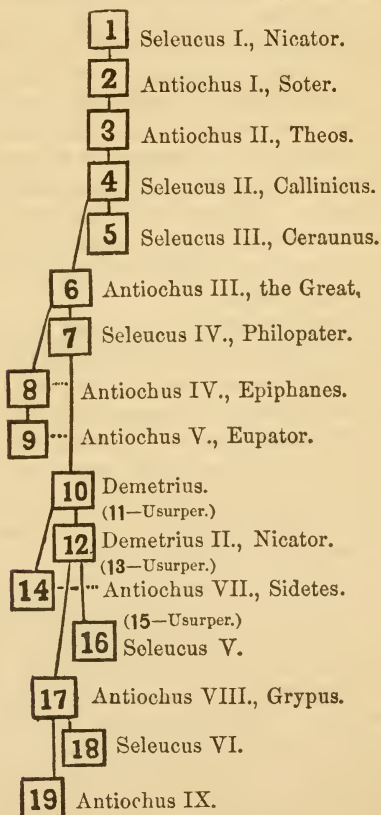 1 Seleucus I., Nicator.
2 Antiochus I., Soter.
3 Antiochus II., Theos.
4 Seleucus II., Callinicus.
5 Seleucus III., Ceraunus.
6 Antiochus III., the Great,
7 Seleucus IV., Philopater.
8 Antiochus IV., Epiphanes.
9 Antiochus V., Eupator.
10 Demetrius.
(11—Usurper.)
12 Demetrius II., Nicator.
(13—Usurper.)
14 Antiochus VII., Sidetes.
(15—Usurper.)
16 Seleucus V.
17 Antiochus VIII., Grypus.
18 Seleucus VI.
19 Antiochus IX.